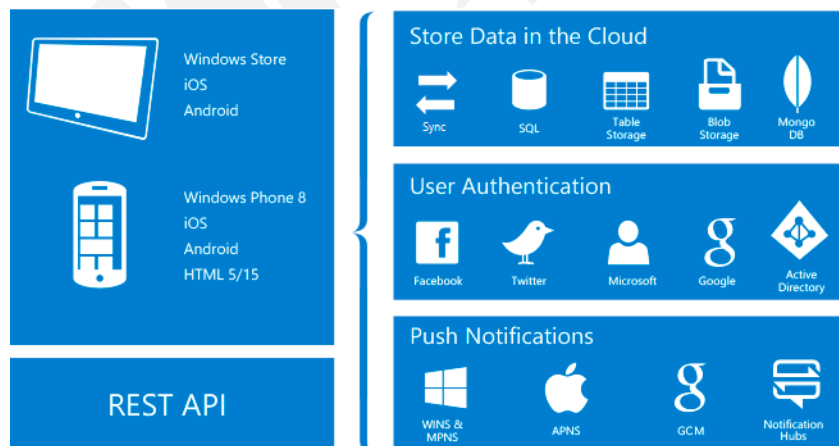 Windows Store
iOS
Android
Windows Phone 8
iOS
Android
HTML 5/15
REST API
Store Data in the Cloud
Sync
SQL
Table
Storage
Blob
Storage
Mongo
DB
User Authentication
Facebook
Twitter
Microsoft
Google
Active
Directory
Push Notifications
WINS &
MPNS
APNS
GCM
Notification
Hubs